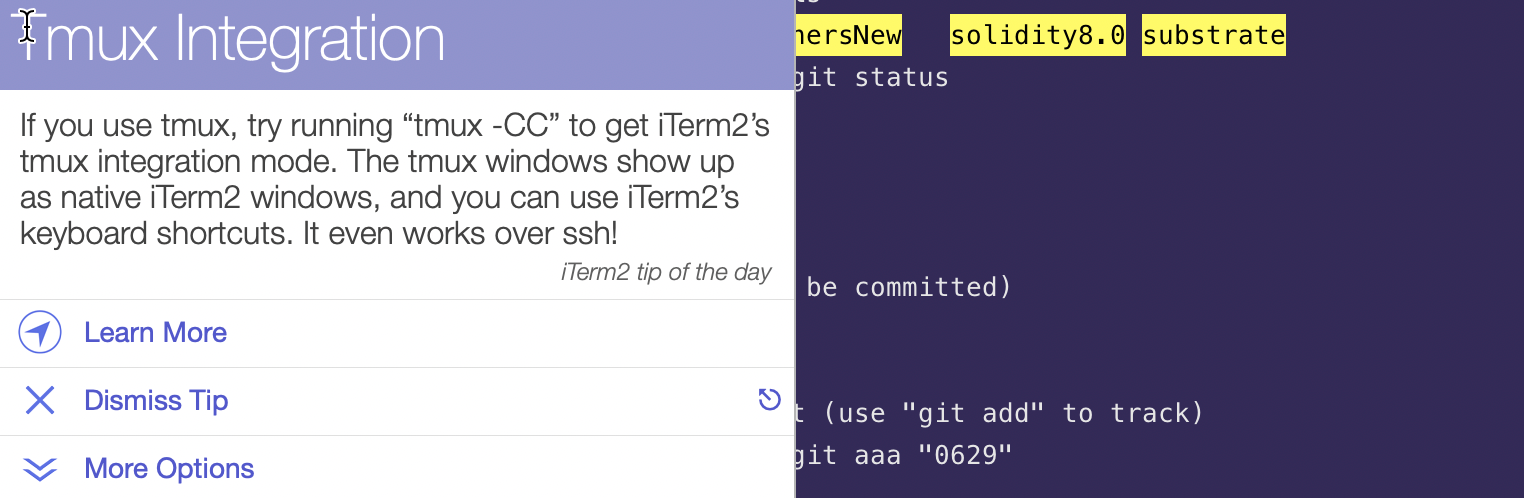 Tmux Integration
If you use tmux, try running “tmux -CC” to get iTerm2’s
tmux integration mode. The tmux windows show up
as native iTerm2 windows, and you can use iTerm2’s
keyboard shortcuts. It even works over ssh!
iTerm2 tip of the day
Learn More
Dismiss Tip
More Options
hersNew solidity8.0 substrate
git status
be committed)
t (use "git add" to track)
git aaa "0629"